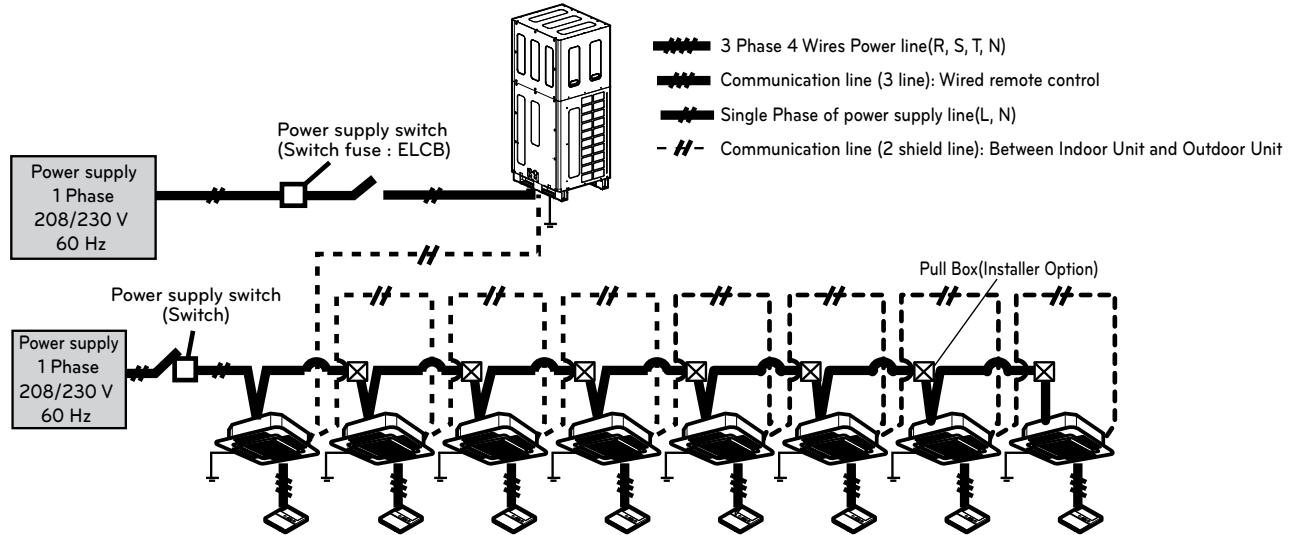 3 Phase 4 Wires Power line(R, S, T, N)
Communication line (3 line): Wired remote control
Single Phase of power supply line(L, N)
Communication line (2 shield line): Between Indoor Unit and Outdoor Unit
Power supply switch
(Switch fuse : ELCB)
Power supply
1 Phase
208/230 V
60 Hz
Pull Box(Installer Option)
Power supply switch
(Switch)
Power supply
1 Phase
208/230 V
60 Hz